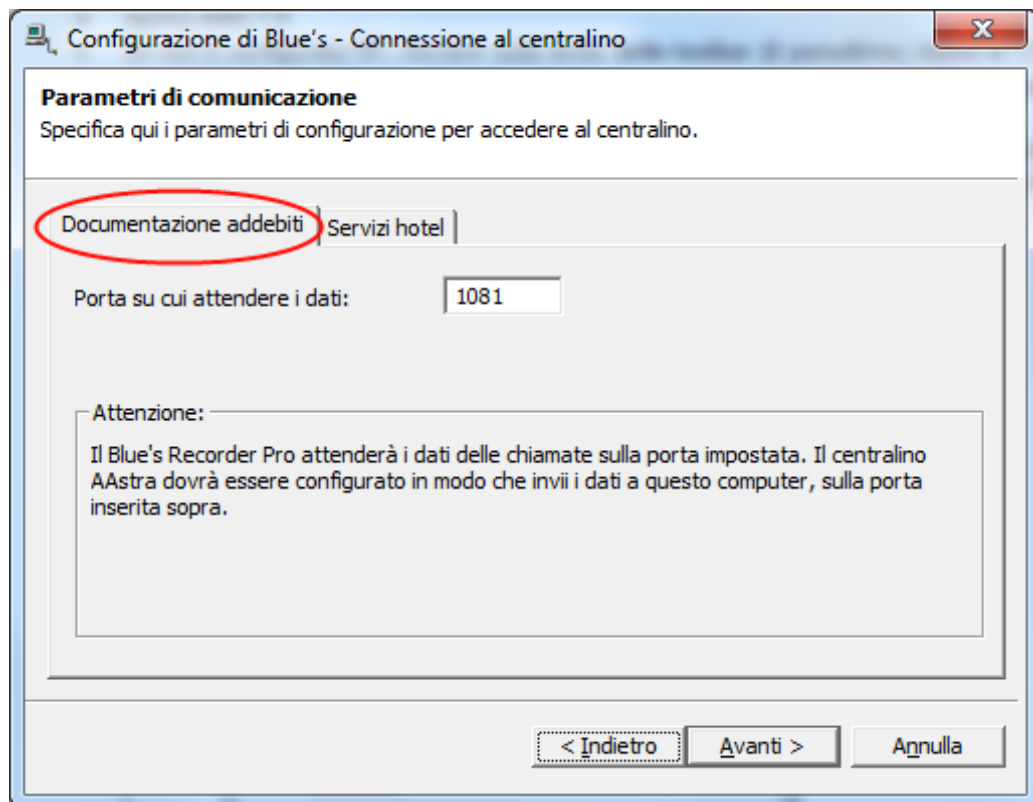 Configurazione di Blue's - Connessione al centralino
Parametri di comunicazione
Specifica qui i parametri di configurazione per accedere al centralino.
Documentazione addebiti
Servizi hotel
Porta su cui attendere i dati:
1081
Attenzione:
Il Blue's Recorder Pro attenderà i dati delle chiamate sulla porta impostata. Il centralino
AAstra dovrà essere configurato in modo che invii i dati a questo computer, sulla porta
inserita sopra.
< Indietro
Avanti >
Annulla